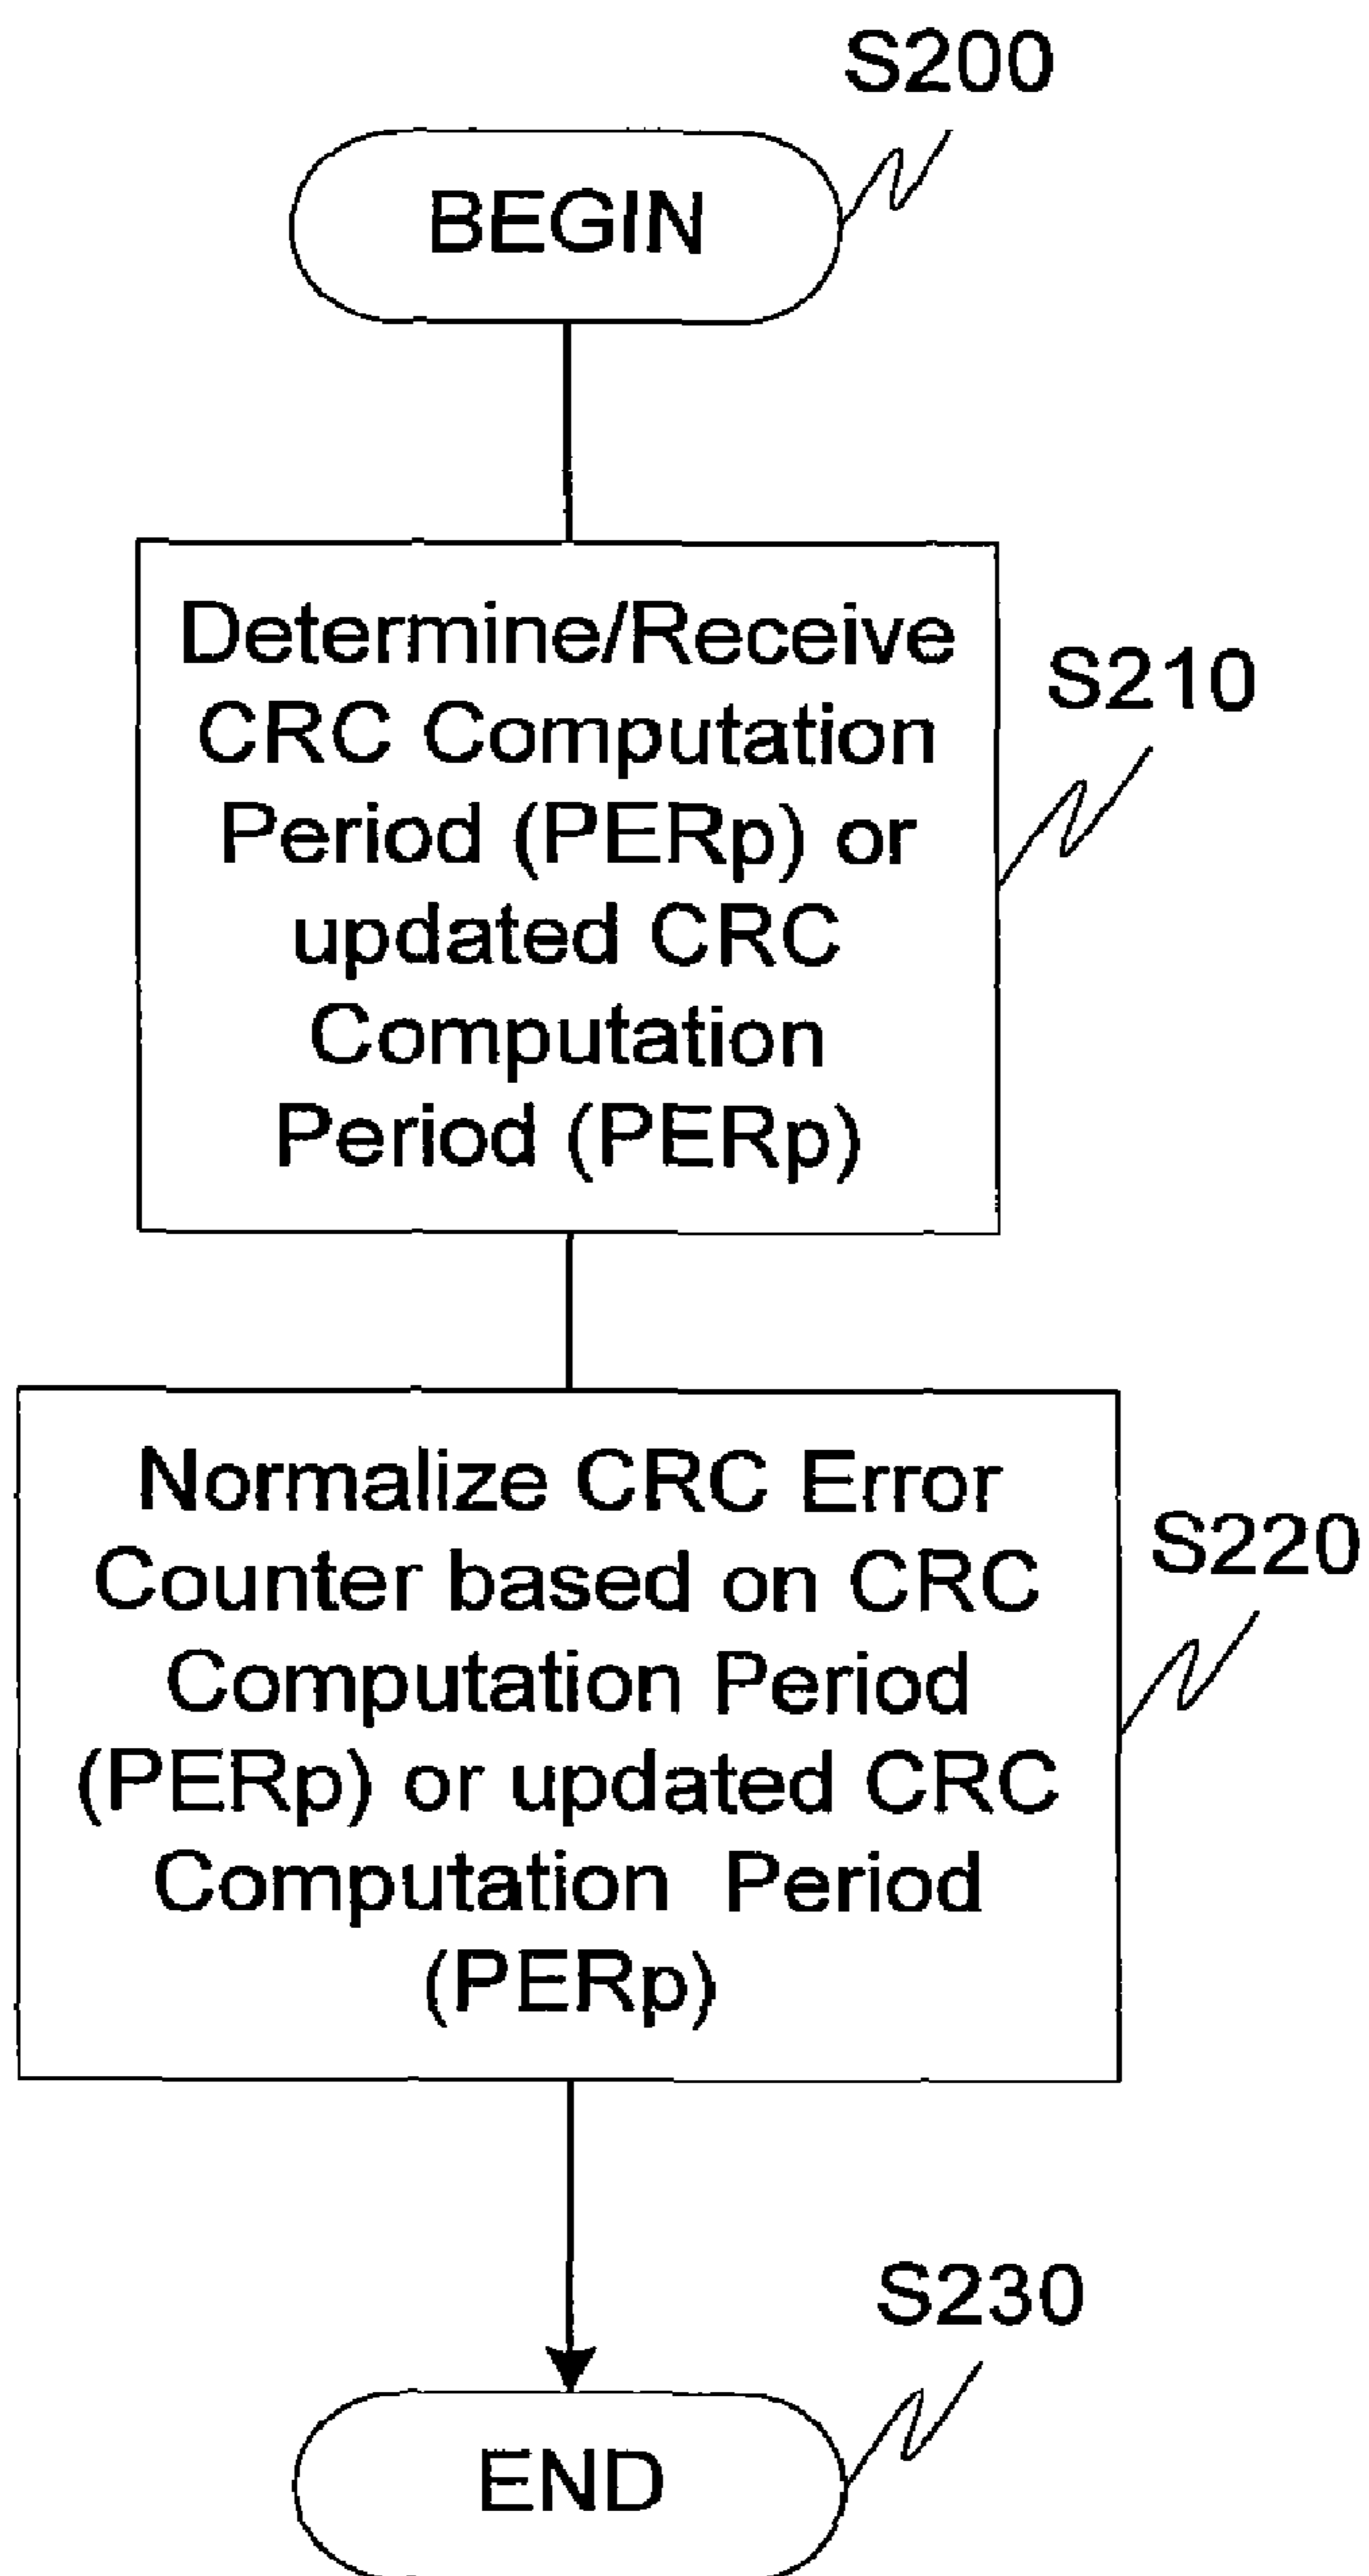 S200
BEGIN
Determine/Receive
CRC Computation
Period (PERp) or
updated CRC
Computation
Period (PERp)
S210
Normalize CRC Error
Counter based on CRC
Computation Period
(PERp) or updated CRC
Computation Period
(PERp)
S220
S230
END